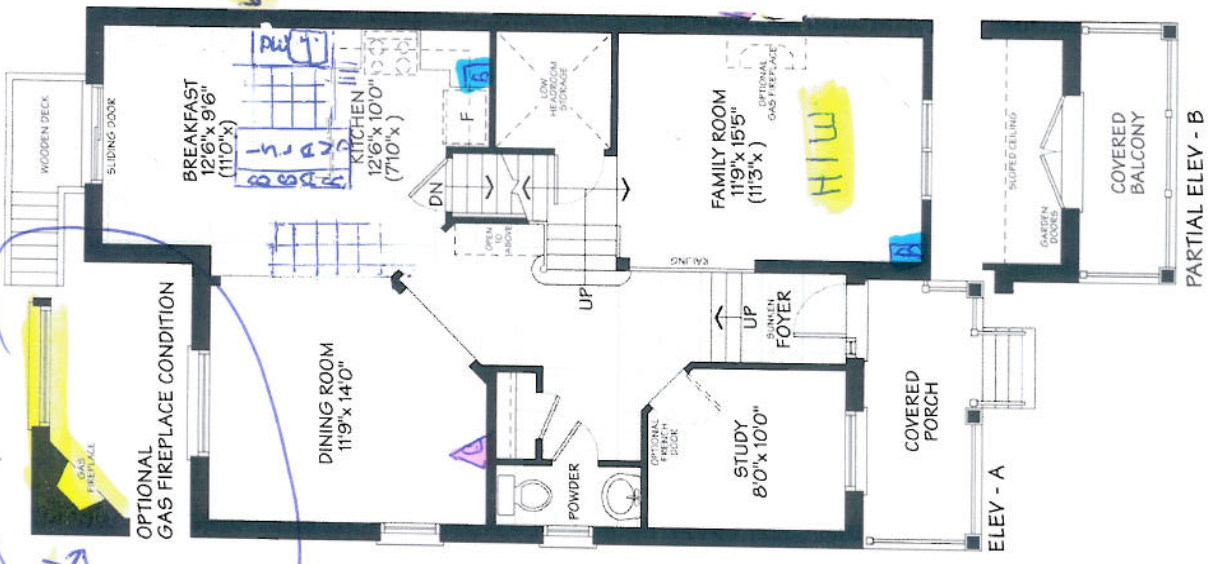 WOODEN DECK
SLIDING DOOR
BREAKFAST
12'6"x 9'6"
(11'0"x)
DW
KITCHEN
12'6"x 10'0"
(7'10"x )
F
B
LOW
HEADROOM
STORAGE
DN
OPEN
TO
ABOVE
UP
FAMILY ROOM
11'9"x 15'5"
(11'3"x )
OPTIONAL
GAS FIREPLACE
H/W
B
RAILING
UP
SUNKEN
FOYER
GAS
FIREPLACE
OPTIONAL
GAS FIREPLACE CONDITION
DINING ROOM
11'9"x 14'0"
POWDER
OPTIONAL
FRENCH
DOOR
STUDY
8'0"x 10'0"
COVERED
PORCH
ELEV - A
SLOPED CEILING
GARDEN
DOORS
COVERED
BALCONY
PARTIAL ELEV - B